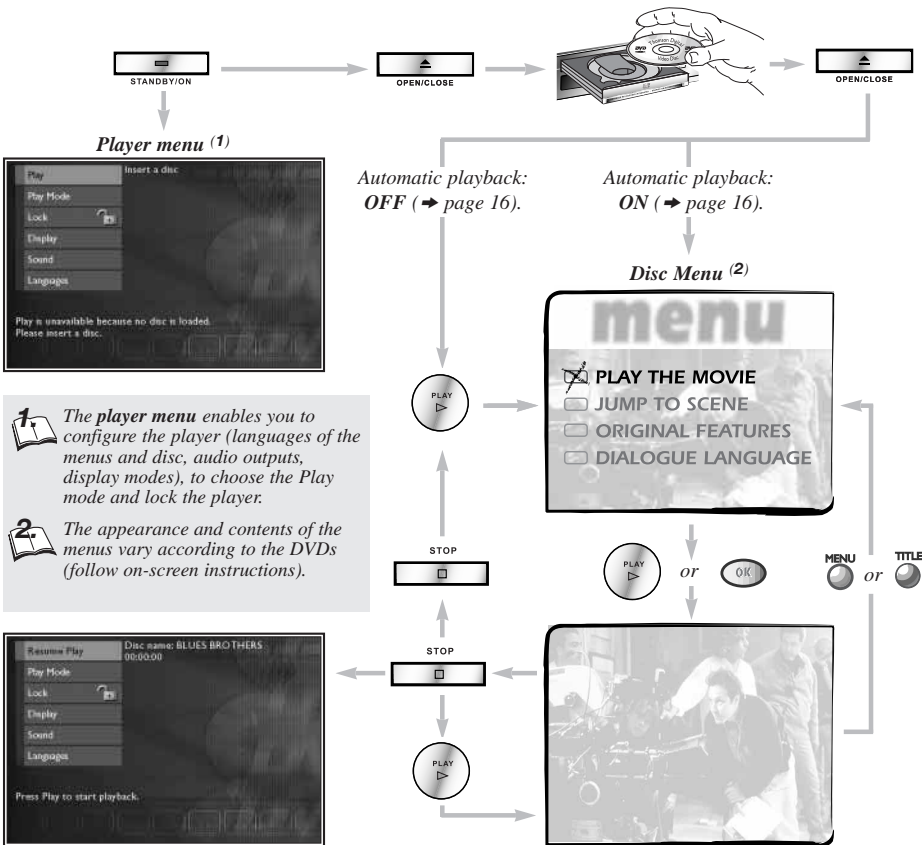 STANDBY/ON
OPEN/CLOSE
DVD
Thomson Digital
Video Disc
OPEN/CLOSE
Player menu (1)
Play
Play Mode
Lock
Display
Sound
Languages
Insert a disc
Play is unavailable because no disc is loaded.
Please insert a disc.
Automatic playback:
OFF (➜ page 16).
Automatic playback:
ON (➜ page 16).
Disc Menu (2)
menu
PLAY THE MOVIE
JUMP TO SCENE
ORIGINAL FEATURES
DIALOGUE LANGUAGE
PLAY
1. The player menu enables you to
configure the player (languages of the
menus and disc, audio outputs,
display modes), to choose the Play
mode and lock the player.
2. The appearance and contents of the
menus vary according to the DVDs
(follow on-screen instructions).
STOP
PLAY
or
OK
MENU
or
TITLE
Resume Play
Play Mode
Lock
Display
Sound
Languages
Disc name: BLUES BROTHERS
00:00:00
Press Play to start playback.
STOP
PLAY